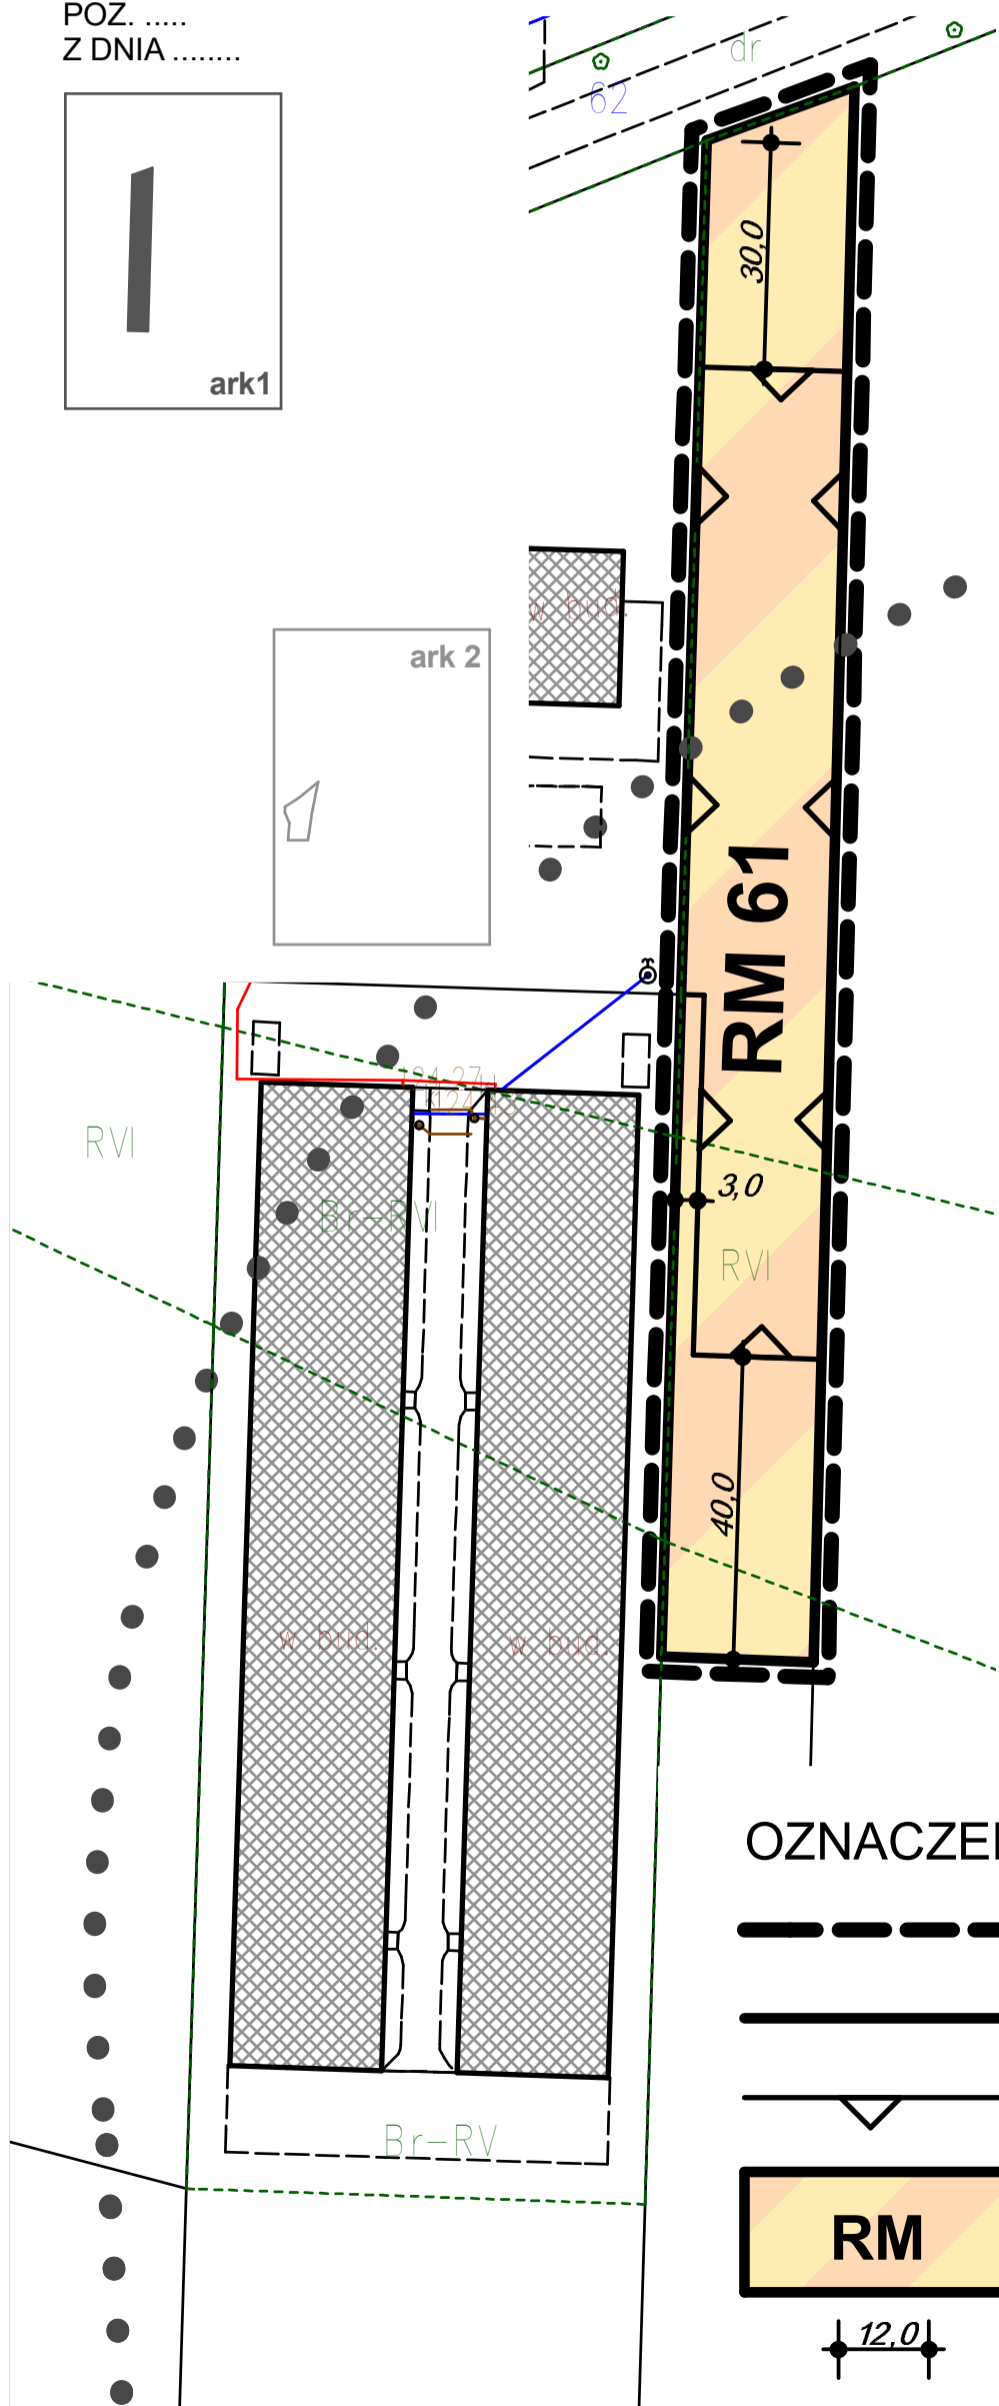 POZ. .....
Z DNIA ........
dr
62
30,0
ark1
w bud.
ark 2
RM 61
RVI
Br-RVI
3,0
RVI
40,0
w bud.
w bud.
OZNACZE
Br-RV
RM
12,0